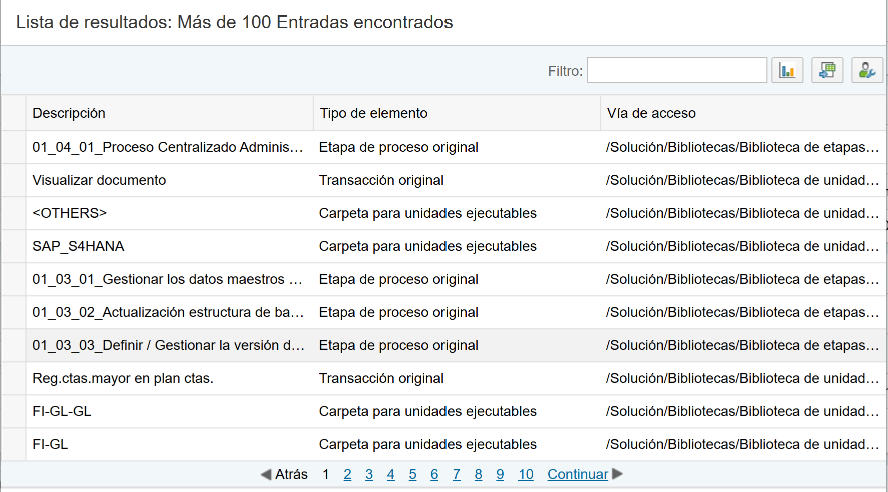 Lista de resultados: Más de 100 Entradas encontrados
Filtro:
Descripción Tipo de elemento Vía de acceso
01_04_01_Proceso Centralizado Adminis... Etapa de proceso original /Solución/Bibliotecas/Biblioteca de etapas...
Visualizar documento Transacción original /Solución/Bibliotecas/Biblioteca de unidad...
<OTHERS> Carpeta para unidades ejecutables /Solución/Bibliotecas/Biblioteca de unidad...
SAP_S4HANA Carpeta para unidades ejecutables /Solución/Bibliotecas/Biblioteca de unidad...
01_03_01_Gestionar los datos maestros ... Etapa de proceso original /Solución/Bibliotecas/Biblioteca de etapas...
01_03_02_Actualización estructura de ba... Etapa de proceso original /Solución/Bibliotecas/Biblioteca de etapas...
01_03_03_Definir / Gestionar la versión d... Etapa de proceso original /Solución/Bibliotecas/Biblioteca de etapas...
Reg.ctas.mayor en plan ctas. Transacción original /Solución/Bibliotecas/Biblioteca de unidad...
FI-GL-GL Carpeta para unidades ejecutables /Solución/Bibliotecas/Biblioteca de unidad...
FI-GL Carpeta para unidades ejecutables /Solución/Bibliotecas/Biblioteca de unidad...
Atrás 1 2 3 4 5 6 7 8 9 10 Continuar